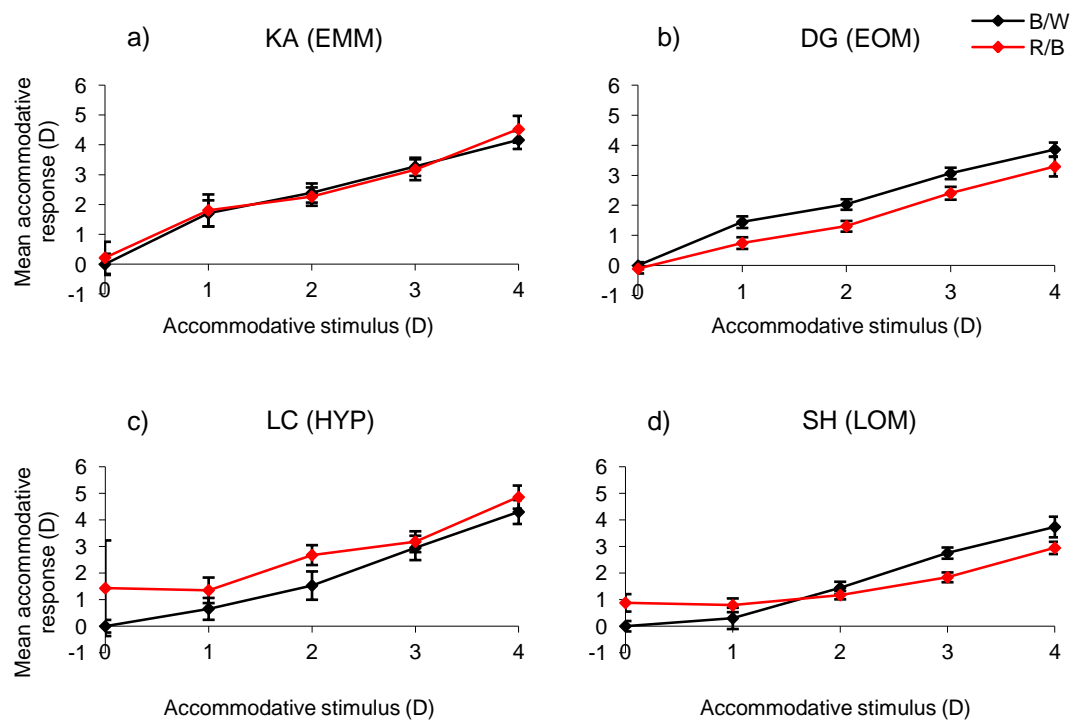 a)
KA (EMM)
b)
DG (EOM)
B/W
R/B
Mean accommodative
response (D)
6
5
4
3
2
1
0
-1
0
1
2
3
4
Accommodative stimulus (D)
6
5
4
3
2
1
0
-1
0
1
2
3
4
Accommodative stimulus (D)
c)
LC (HYP)
d)
SH (LOM)
Mean accommodative
response (D)
6
5
4
3
2
1
0
-1
0
1
2
3
4
Accommodative stimulus (D)
6
5
4
3
2
1
0
-1
0
1
2
3
4
Accommodative stimulus (D)